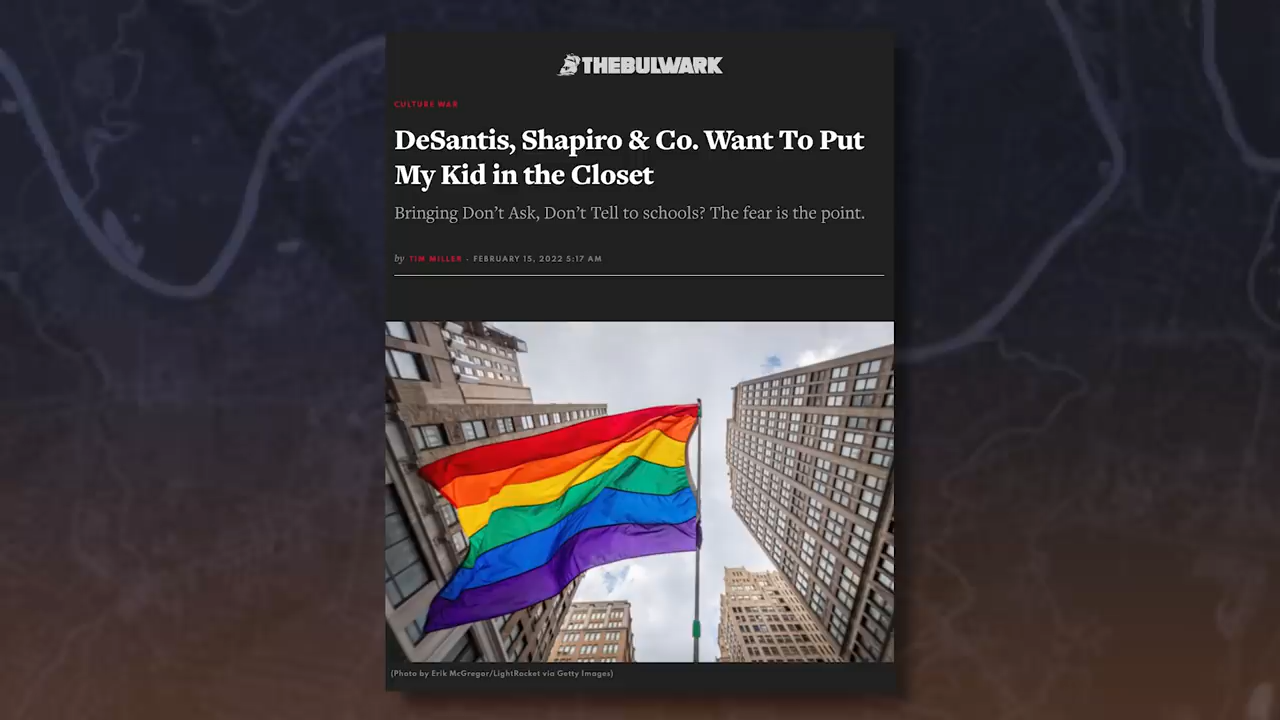 THEBULWARK
CULTURE WAR
DeSantis, Shapiro & Co. Want To Put
My Kid in the Closet
Bringing Don’t Ask, Don’t Tell to schools? The fear is the point.
by TIM MILLER · FEBRUARY 15, 2022 5:17 AM
(Photo by Erik McGregor/LightRocket via Getty Images)